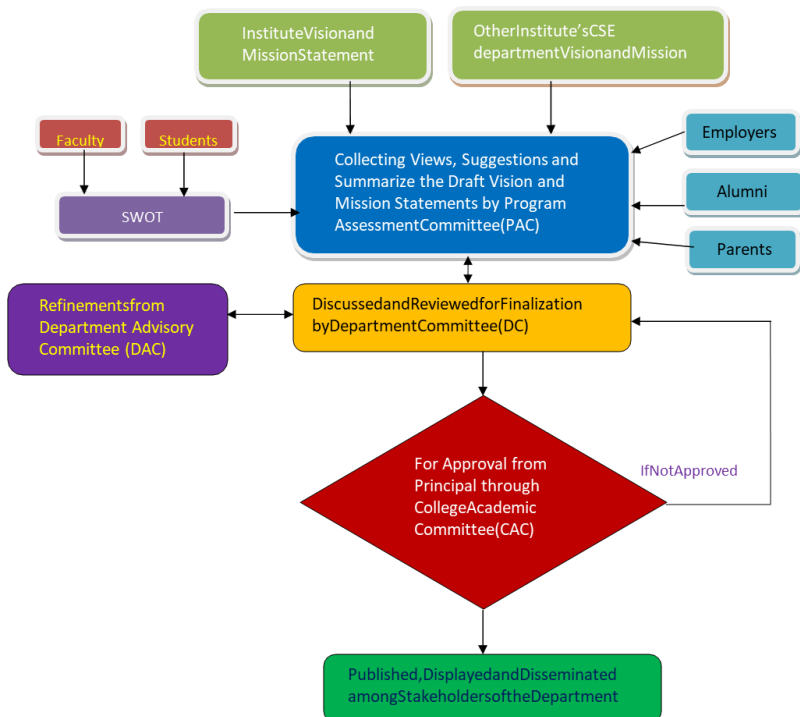 InstituteVisionand
MissionStatement
OtherInstitute'sCSE
departmentVisionandMission
Faculty
Students
SWOT
Collecting Views, Suggestions and
Summarize the Draft Vision and
Mission Statements by Program
AssessmentCommittee(PAC)
Employers
Alumni
Parents
Refinementsfrom
Department Advisory
Committee (DAC)
DiscussedandReviewedforFinalization
byDepartmentCommittee(DC)
For Approval from
Principal through
CollegeAcademic
Committee(CAC)
IfNotApproved
Published,DisplayedandDisseminated
amongStakeholdersoftheDepartment